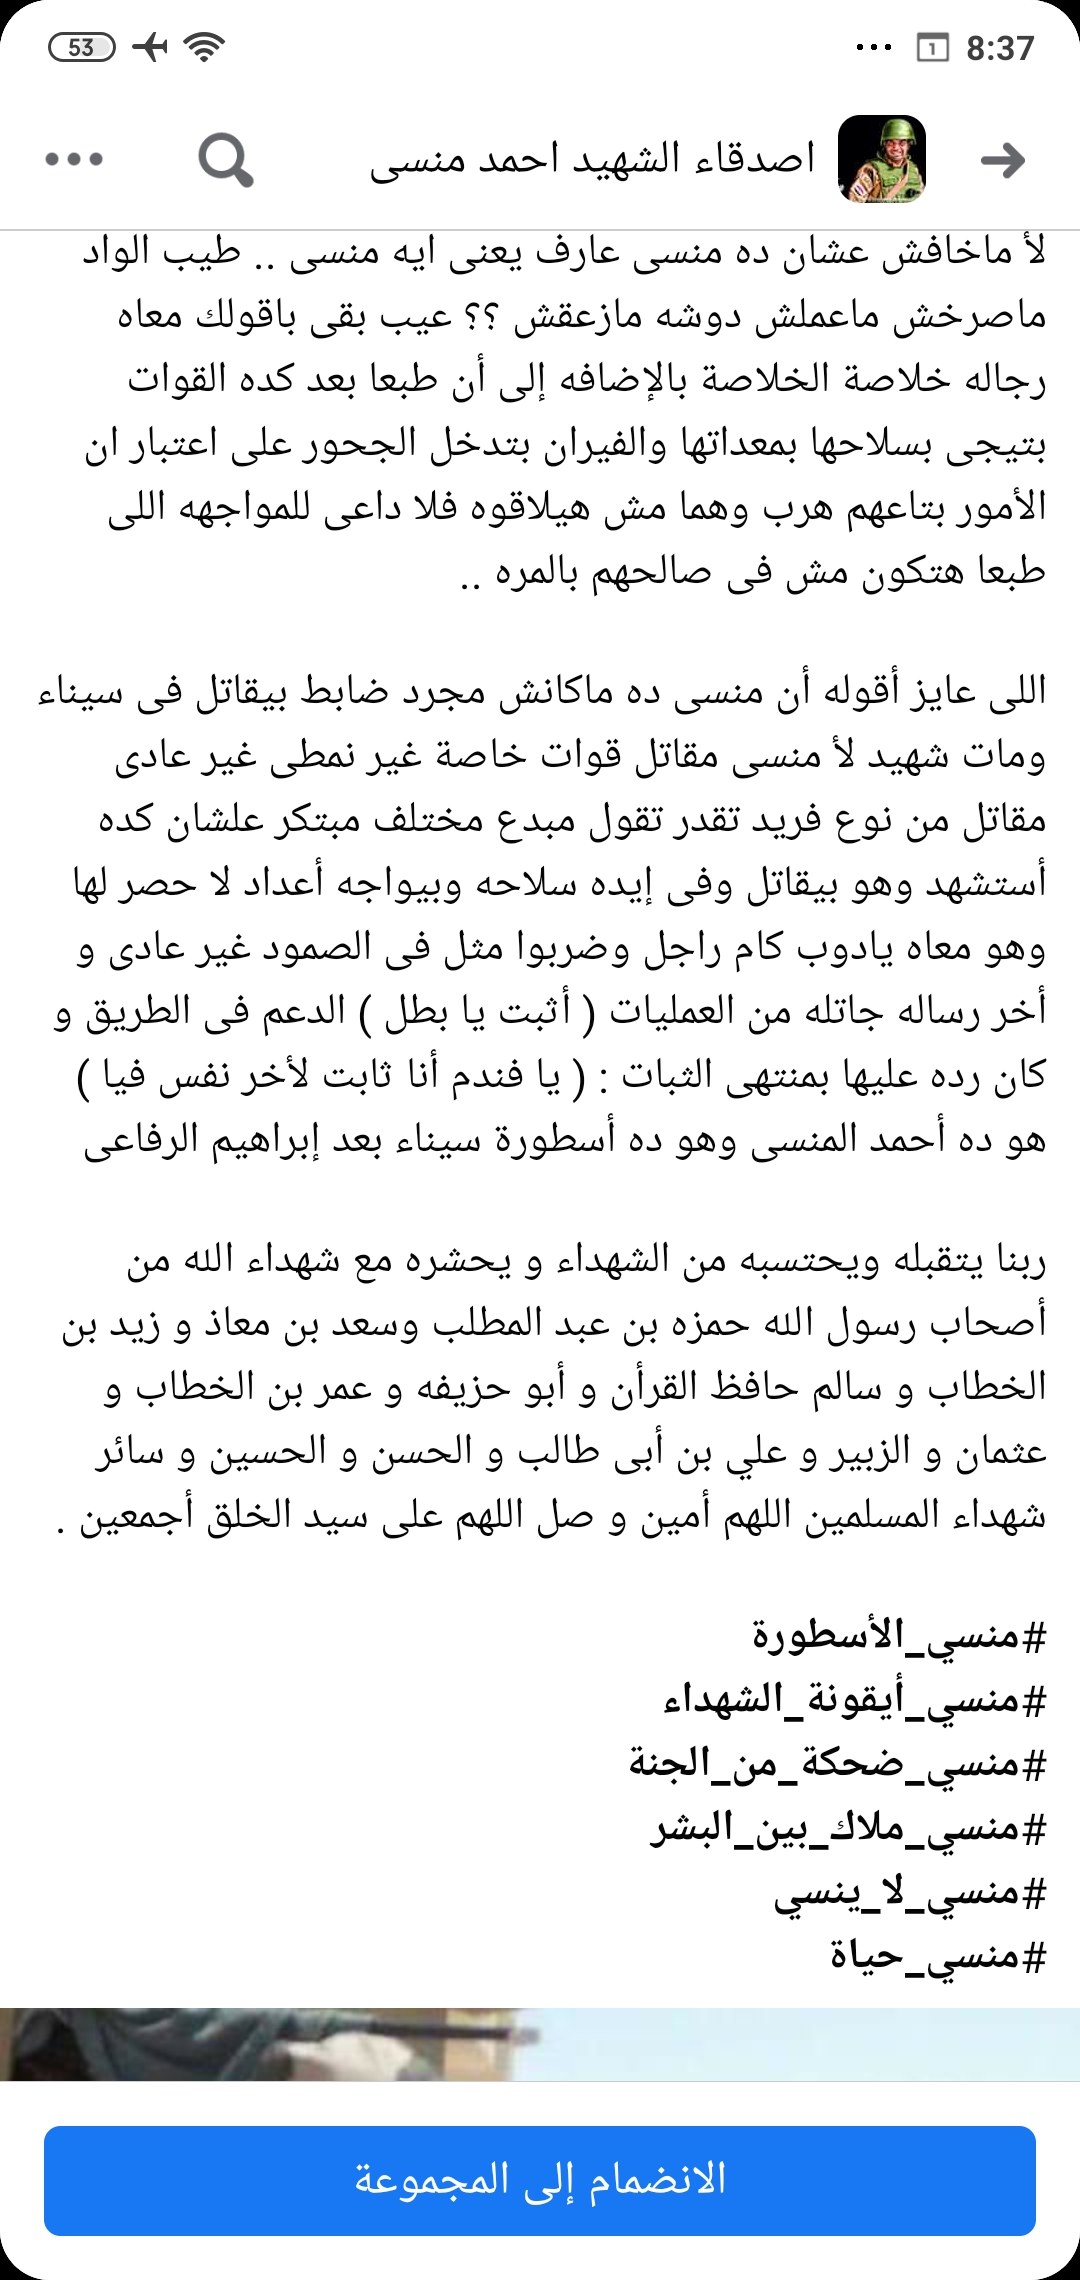 53
8:37
1
اصدقاء الشهيد احمد منسى
لأ ماخافش عشان ده منسى عارف يعنى ايه منسى .. طيب الواد
ماصرخش ماعملش دوشه مازعقش ؟؟ عيب بقى باقولك معاه
رجاله خلاصة الخلاصة بالإضافه إلى أن طبعا بعد كده القوات
بتيجى بسلاحها بمعداتها والفيران بتدخل الجحور على اعتبار ان
الأمور بتاعهم هرب وهما مش هيلاقوه فلا داعى للمواجهه اللى
طبعا هتكون مش فى صالحهم بالمره ..
اللى عايز أقوله أن منسى ده ماكانش مجرد ضابط بيقاتل فى سيناء
ومات شهيد لأ منسى مقاتل قوات خاصة غير نمطى غير عادى
مقاتل من نوع فريد تقدر تقول مبدع مختلف مبتكر علشان كده
أستشهد وهو بيقاتل وفى إيده سلاحه وبيواجه أعداد لا حصر لها
وهو معاه يادوب كام راجل وضربوا مثل فى الصمود غير عادى و
أخر رساله جاتله من العمليات ( أثبت يا بطل ) الدعم فى الطريق و
كان رده عليها بمنتهى الثبات : ( يا فندم أنا ثابت لأخر نفس فيا )
هو ده أحمد المنسى وهو ده أسطورة سيناء بعد إبراهيم الرفاعى
ربنا يتقبله ويحتسبه من الشهداء و يحشره مع شهداء الله من
أصحاب رسول الله حمزه بن عبد المطلب وسعد بن معاذ و زيد بن
الخطاب و سالم حافظ القرأن و أبو حزيفه و عمر بن الخطاب و
عثمان و الزبير و علي بن أبى طالب و الحسن و الحسين و سائر
شهداء المسلمين اللهم أمين و صل اللهم على سيد الخلق أجمعين .
#منسي_الأسطورة
#منسي_أيقونة_الشهداء
#منسي_ضحكة_من_الجنة
#منسي_ملاك_بين_البشر
#منسي_لا_ينسي
#منسي_حياة
الانضمام إلى المجموعة